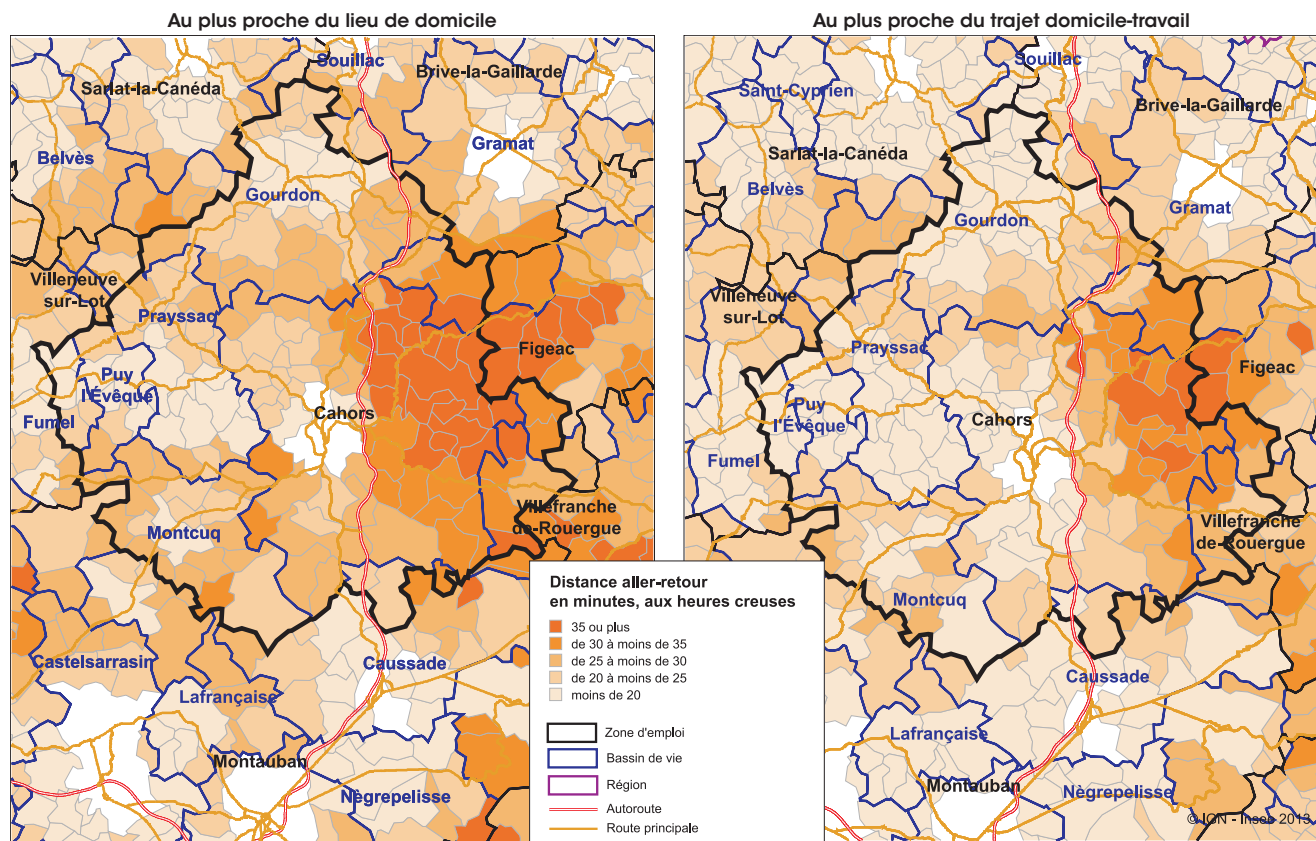 Au plus proche du lieu de domicile
Souillac
Brive-la-Gaillarde
Sarlat-la-Canéda
Gramat
Belvès
Gourdon
Villeneuve
sur-Lot
Prayssac
Figeac
Puy
l'Évêque
Cahors
Fumel
Villefranche
de-Rouergue
Montcuq
Castelsarrasin
Caussade
Lafrançaise
Montauban
Nègrepelisse
Au plus proche du trajet domicile-travail
Souillac
Saint-Cyprien
Brive-la-Gaillarde
Sarlat-la-Canéda
Belvès
Gramat
Gourdon
Villeneuve
sur-Lot
Prayssac
Figeac
Puy
l'Évêque
Cahors
Fumel
Villefranche
de-Rouergue
Montcuq
Caussade
Lafrançaise
Montauban
Nègrepelisse
© IGN - Insee 2013
Distance aller-retour
en minutes, aux heures creuses
35 ou plus
de 30 à moins de 35
de 25 à moins de 30
de 20 à moins de 25
moins de 20
Zone d'emploi
Bassin de vie
Région
Autoroute
Route principale